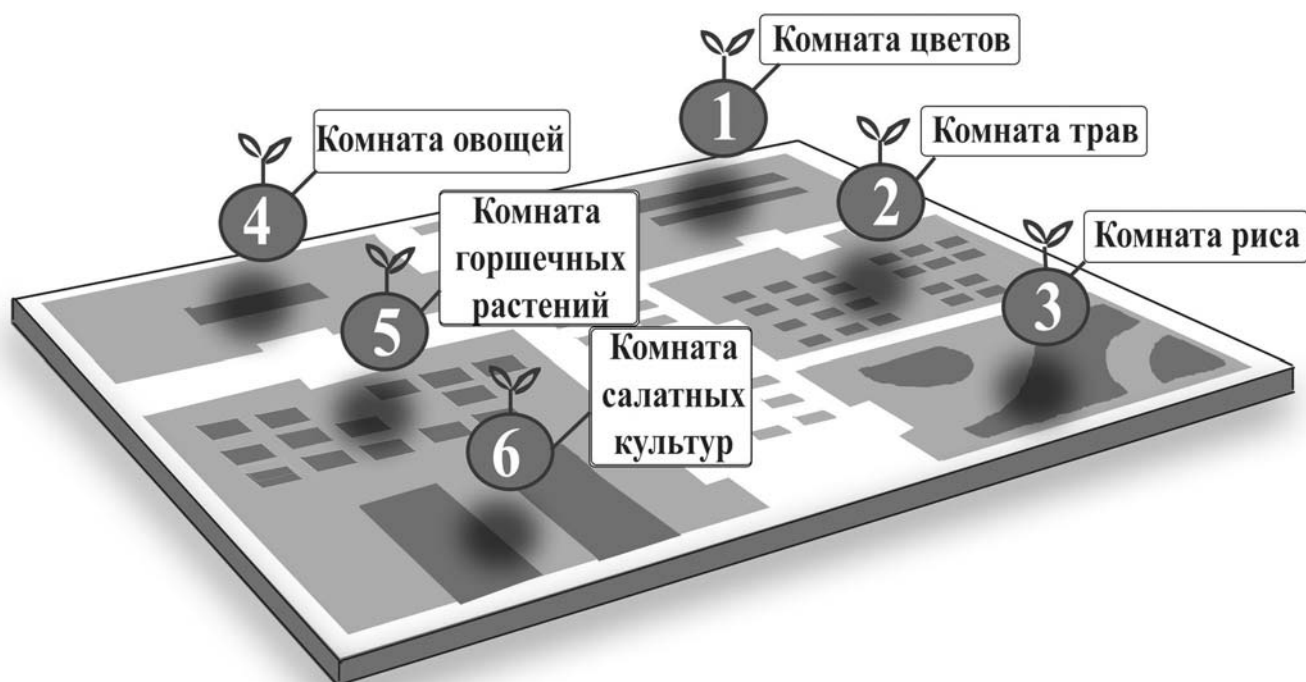 1
Комната цветов
2
Комната трав
3
Комната риса
4
Комната овощей
5
Комната
горшечных
растений
6
Комната
салатных
культур